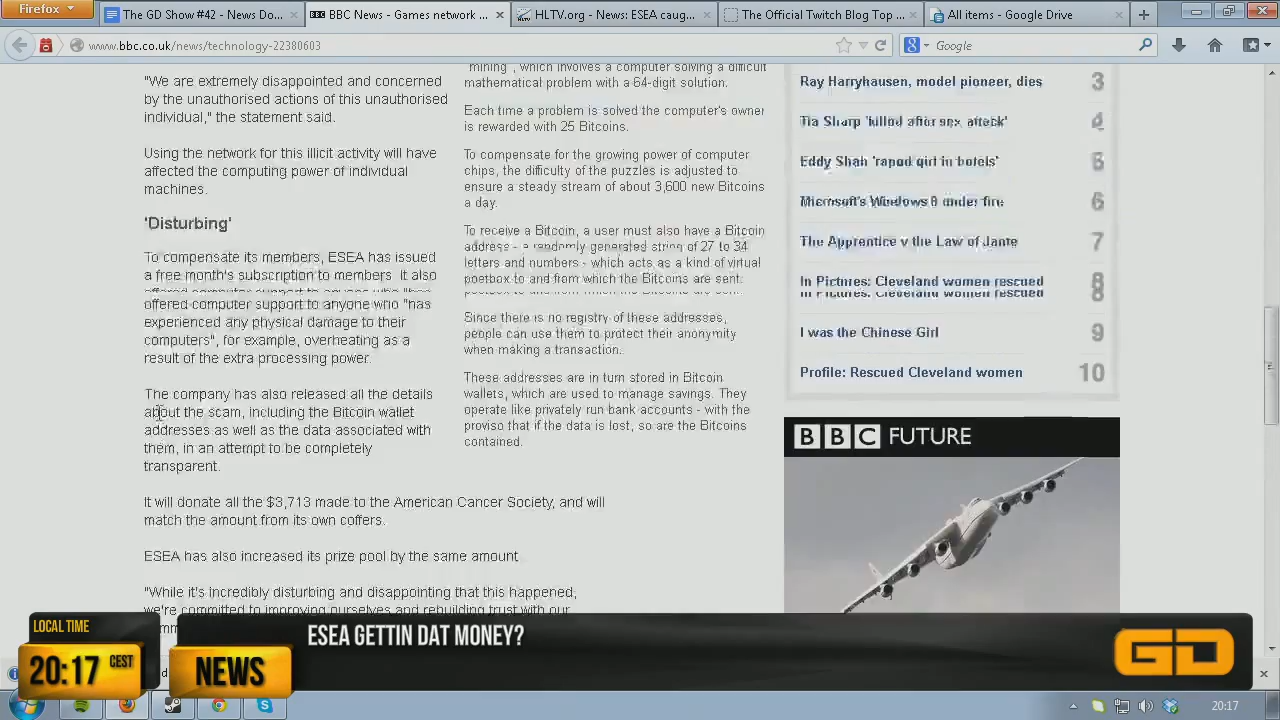 Firefox
The GD Show #42 - News Do...
BBC News - Games network ...
HLTV.org - News: ESEA caug...
The Official Twitch Blog Top ...
All items - Google Drive
www.bbc.co.uk/news/technology-22380603
Google
"We are extremely disappointed and concerned
by the unauthorised actions of this unauthorised
individual," the statement said.
Using the network for this illicit activity will have
affected the computing power of individual
machines.
'Disturbing'
To compensate its members, ESEA has issued
a free month's subscription to members. It also
offered computer support to anyone who "has
experienced any physical damage to their
computers", for example, overheating as a
result of the extra processing power.
The company has also released all the details
about the scam, including the Bitcoin wallet
addresses as well as the data associated with
them, in an attempt to be completely
transparent.
It will donate all the $3,713 made to the American Cancer Society, and will
match the amount from its own coffers.
ESEA has also increased its prize pool by the same amount.
"While it's incredibly disturbing and disappointing that this happened,
we're committed to improving ourselves and rebuilding trust with our
"mining", which involves a computer solving a difficult
mathematical problem with a 64-digit solution.
Each time a problem is solved the computer's owner
is rewarded with 25 Bitcoins.
To compensate for the growing power of computer
chips, the difficulty of the puzzles is adjusted to
ensure a steady stream of about 3,600 new Bitcoins
a day.
To receive a Bitcoin, a user must also have a Bitcoin
address - a randomly generated string of 27 to 34
letters and numbers - which acts as a kind of virtual
postbox to and from which the Bitcoins are sent.
Since there is no registry of these addresses,
people can use them to protect their anonymity
when making a transaction.
These addresses are in turn stored in Bitcoin
wallets, which are used to manage savings. They
operate like privately run bank accounts - with the
proviso that if the data is lost, so are the Bitcoins
contained.
Ray Harryhausen, model pioneer, dies 3
Tia Sharp 'killed after sex attack' 4
Eddy Shah 'raped girl in hotels' 5
Microsoft's Windows 8 under fire 6
The Apprentice v the Law of Jante 7
In Pictures: Cleveland women rescued 8
I was the Chinese Girl 9
Profile: Rescued Cleveland women 10
BBC FUTURE
LOCAL TIME
20:17 CEST
NEWS
ESEA GETTIN DAT MONEY?
GD
20:17